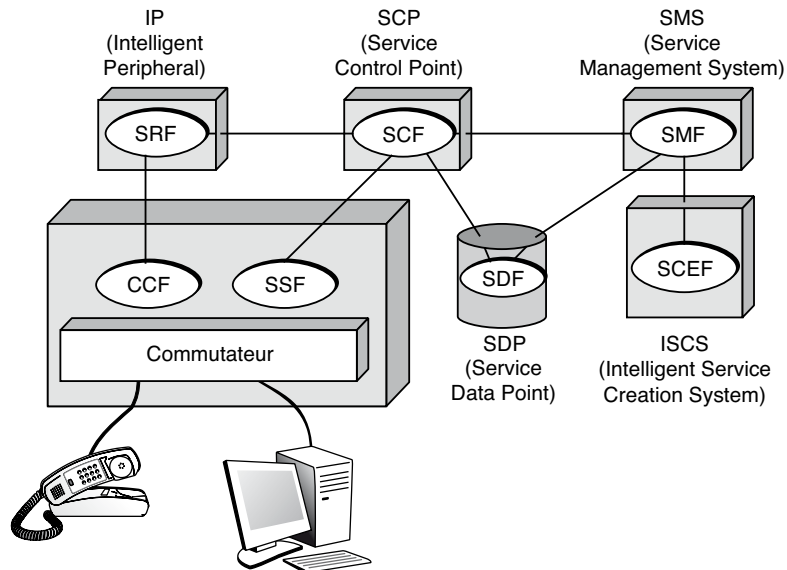 IP
(Intelligent
Peripheral)
SCP
(Service
Control Point)
SMS
(Service
Management System)
SRF
SCF
SMF
CCF
SSF
SDF
SCEF
Commutateur
SDP
(Service
Data Point)
ISCS
(Intelligent Service
Creation System)